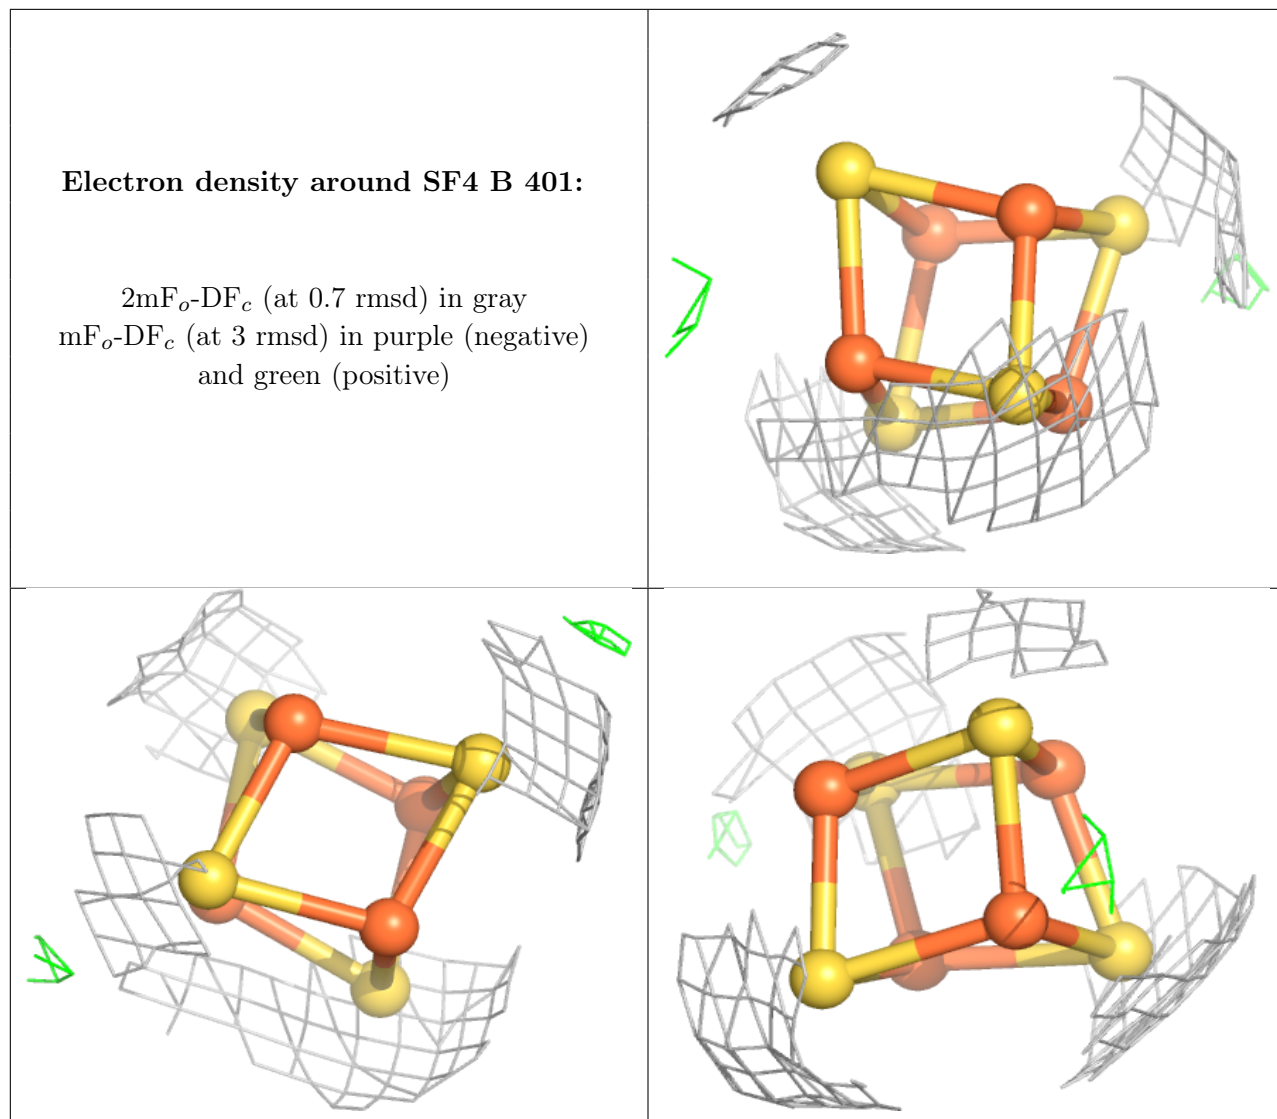 Electron density around SF4 B 401:
2mFo-DFc (at 0.7 rmsd) in gray
mFo-DFc (at 3 rmsd) in purple (negative)
and green (positive)